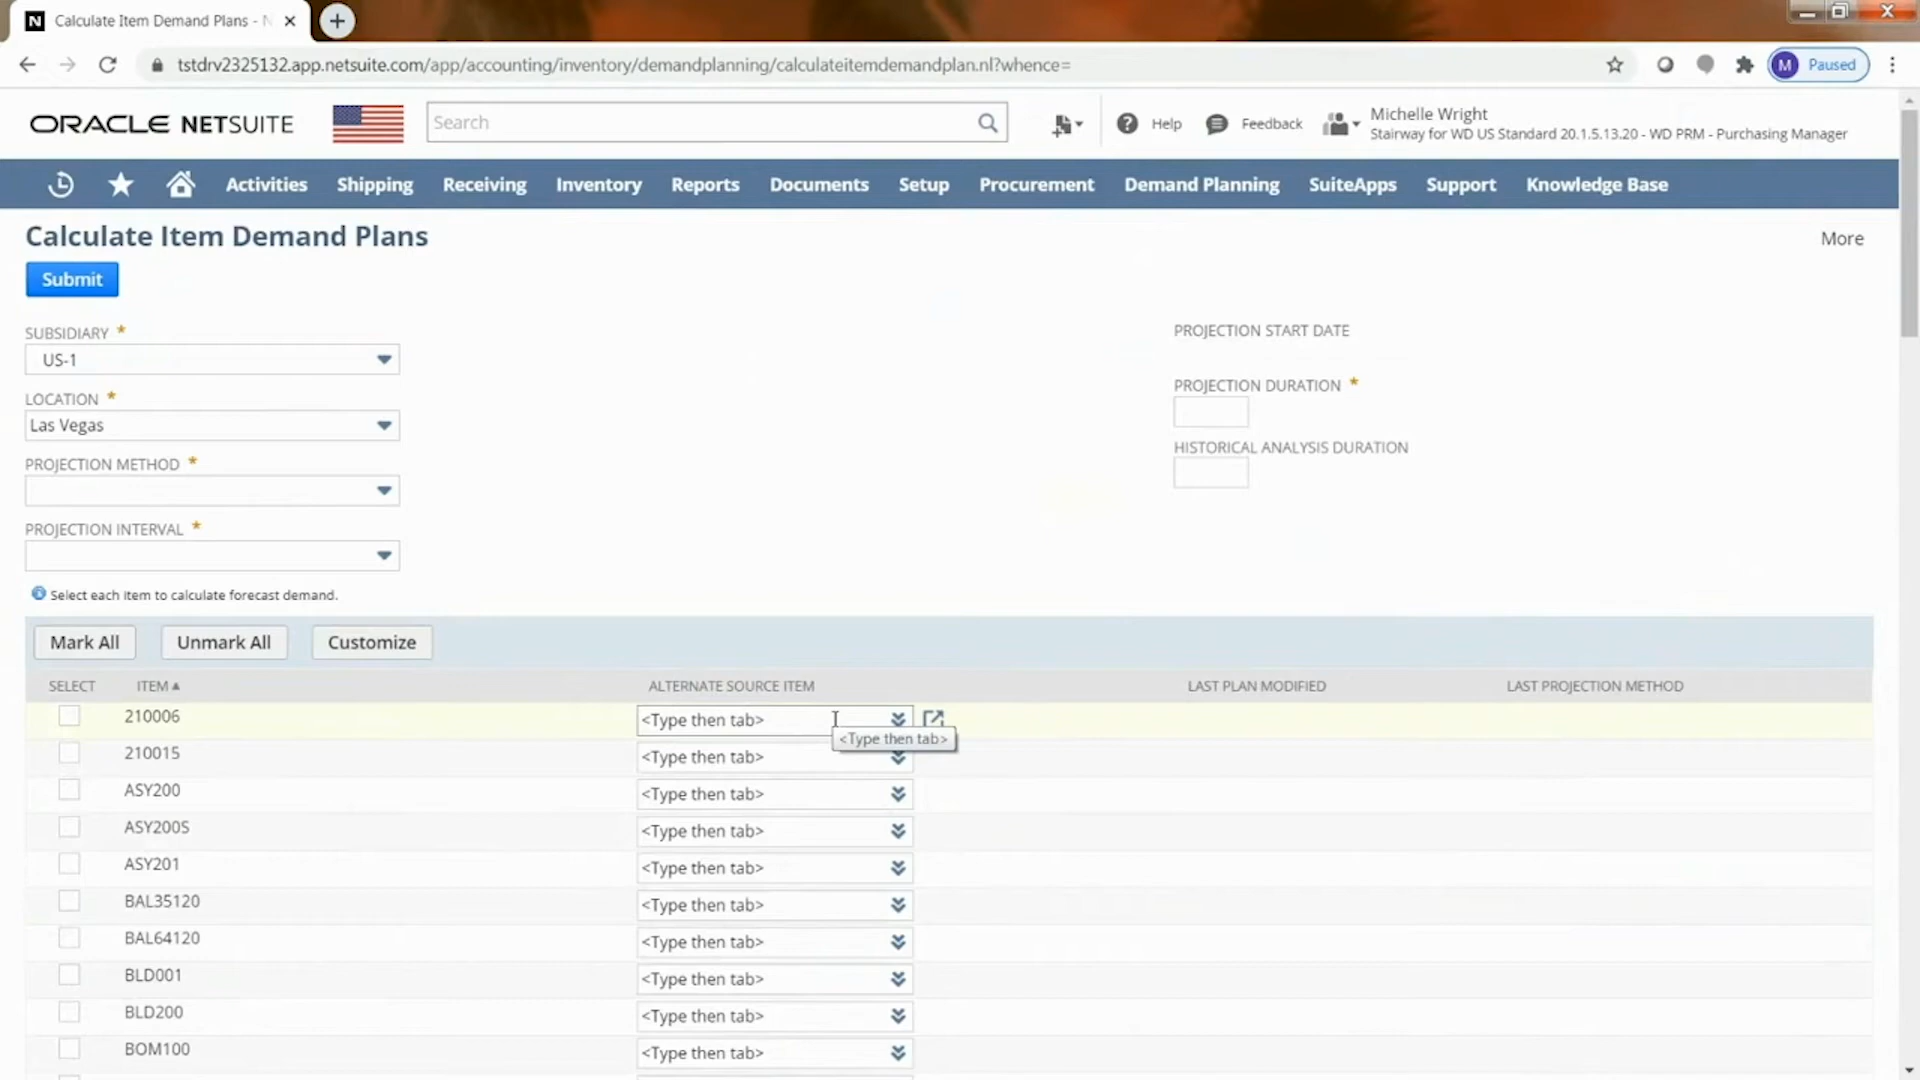 N Calculate Item Demand Plans - N
tstdrv2325132.app.netsuite.com/app/accounting/inventory/demandplanning/calculateitemdemandplan.nl?whence=
M Paused
ORACLE NETSUITE
Search
Help
Feedback
Michelle Wright
Stairway for WD US Standard 20.1.5.13.20 - WD PRM - Purchasing Manager
Activities Shipping Receiving Inventory Reports Documents Setup Procurement Demand Planning SuiteApps Support Knowledge Base
Calculate Item Demand Plans
More
Submit
SUBSIDIARY *
US-1
LOCATION *
Las Vegas
PROJECTION METHOD *
PROJECTION INTERVAL *
PROJECTION START DATE
PROJECTION DURATION *
HISTORICAL ANALYSIS DURATION
Select each item to calculate forecast demand.
Mark All Unmark All Customize
SELECT ITEM ALTERNATE SOURCE ITEM LAST PLAN MODIFIED LAST PROJECTION METHOD
210006 <Type then tab>
<Type then tab>
210015 <Type then tab>
ASY200 <Type then tab>
ASY200S <Type then tab>
ASY201 <Type then tab>
BAL35120 <Type then tab>
BAL64120 <Type then tab>
BLD001 <Type then tab>
BLD200 <Type then tab>
BOM100 <Type then tab>